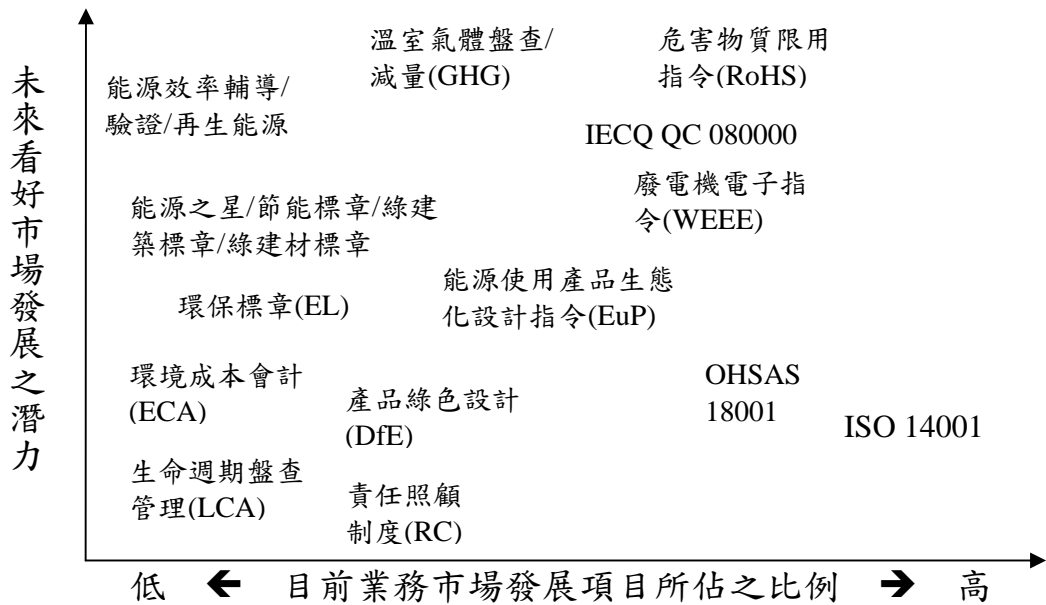 溫室氣體盤查/
減量(GHG)
危害物質限用
指令(RoHS)
能源效率輔導/
驗證/再生能源
IECQ QC 080000
廢電機電子指
令(WEEE)
能源之星/節能標章/綠建
築標章/綠建材標章
能源使用產品生態
化設計指令(EuP)
環保標章(EL)
環境成本會計
(ECA)
產品綠色設計
(DfE)
OHSAS
18001
ISO 14001
生命週期盤查
管理(LCA)
責任照顧
制度(RC)
未來看好市場發展之潛力
低 🡸 目前業務市場發展項目所佔之比例 🡺 高